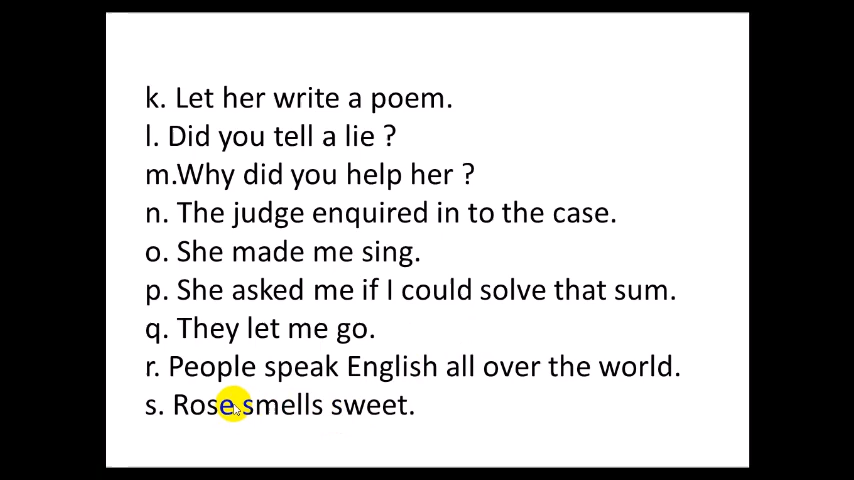 k. Let her write a poem.
l. Did you tell a lie ?
m.Why did you help her ?
n. The judge enquired in to the case.
o. She made me sing.
p. She asked me if I could solve that sum.
q. They let me go.
r. People speak English all over the world.
s. Rose smells sweet.